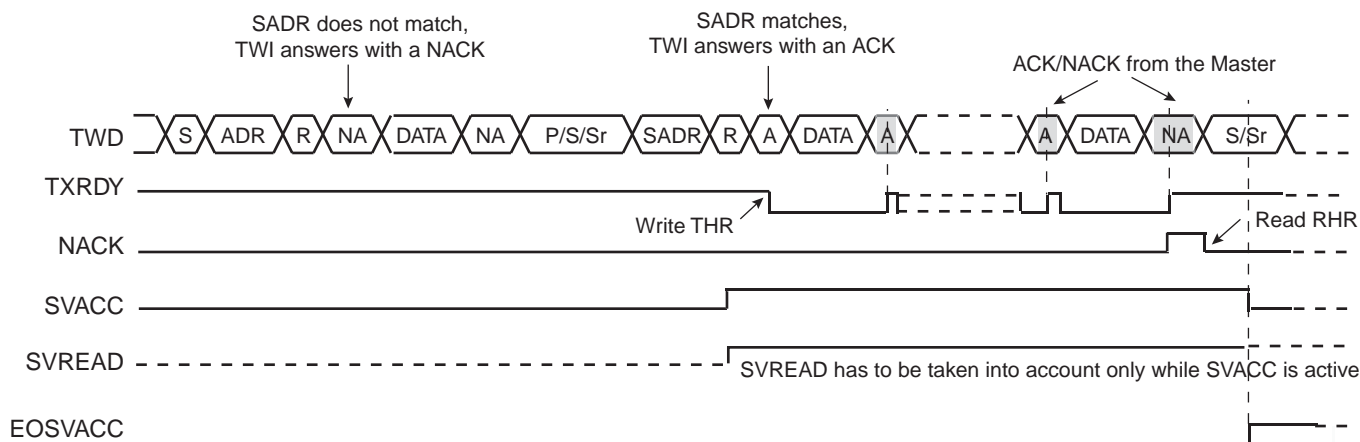 SADR does not match,
TWI answers with a NACK
SADR matches,
TWI answers with an ACK
ACK/NACK from the Master
TWD S ADR R NA DATA NA P/S/Sr SADR R A DATA A A DATA NA S/Sr
TXRDY
Write THR
NACK
Read RHR
SVACC
SVREAD
SVREAD has to be taken into account only while SVACC is active
EOSVACC